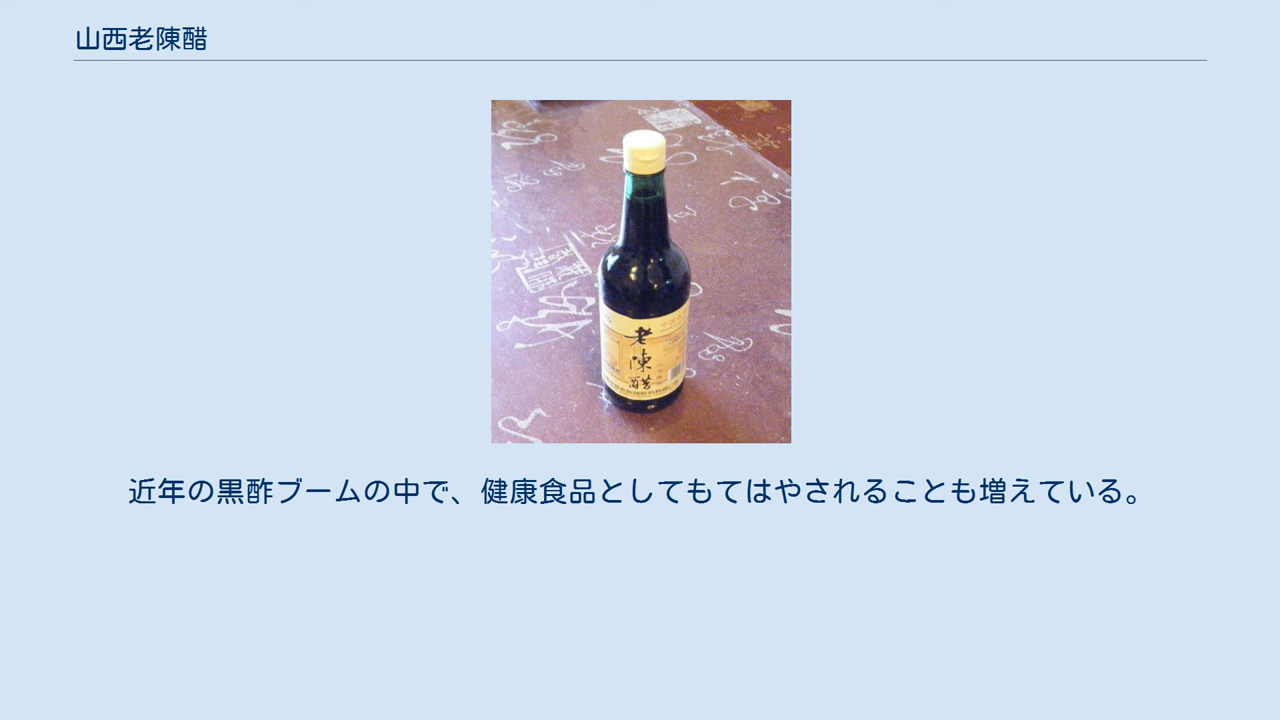 山西老陳醋
老陳醋
近年の黒酢ブームの中で、健康食品としてもてはやされることも増えている。